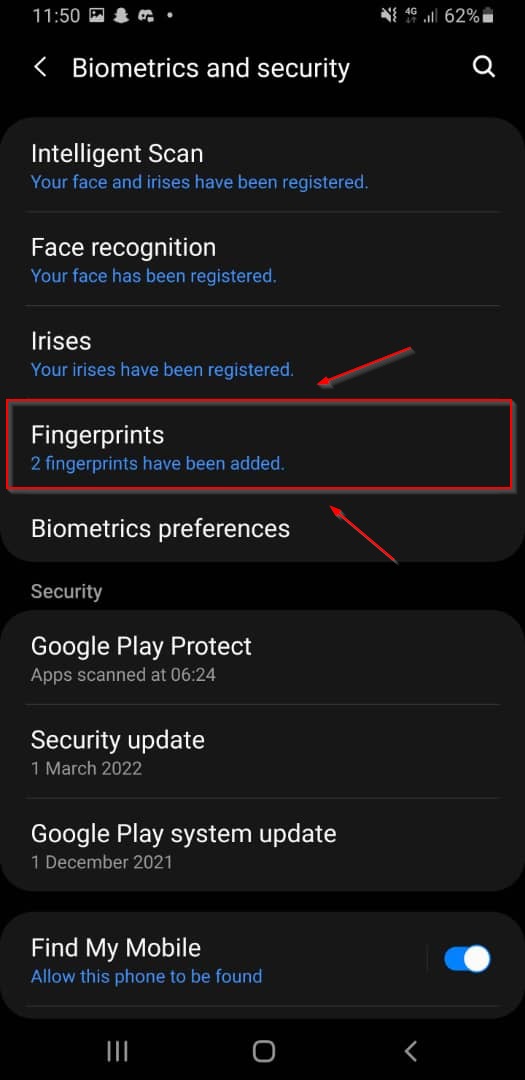 11:50 4G 62%
Biometrics and security
Intelligent Scan
Your face and irises have been registered.
Face recognition
Your face has been registered.
Irises
Your irises have been registered.
Fingerprints
2 fingerprints have been added.
Biometrics preferences
Security
Google Play Protect
Apps scanned at 06:24
Security update
1 March 2022
Google Play system update
1 December 2021
Find My Mobile
Allow this phone to be found